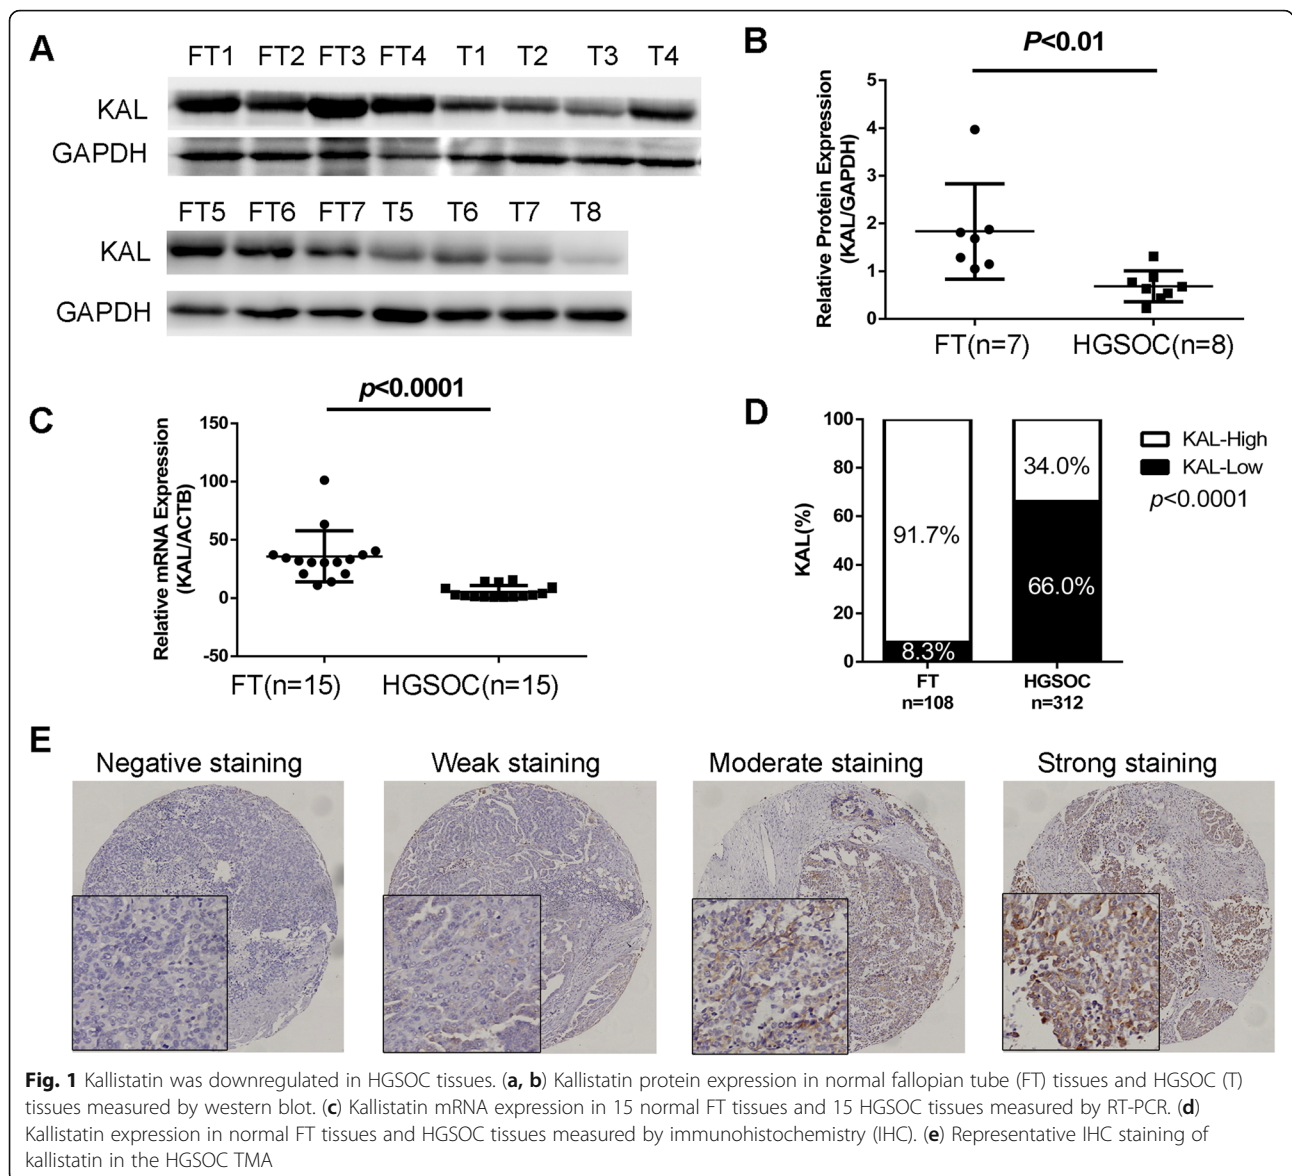 A
FT1 FT2 FT3 FT4 T1 T2 T3 T4
KAL
GAPDH
FT5 FT6 FT7 T5 T6 T7 T8
KAL
GAPDH
B
P<0.01
Relative Protein Expression
(KAL/GAPDH)
5
4
3
2
1
0
FT(n=7) HGSOC(n=8)
C
p<0.0001
Relative mRNA Expression
(KAL/ACTB)
150
100
50
0
-50
FT(n=15) HGSOC(n=15)
D
KAL(%)
100
80
60
40
20
0
91.7%
8.3%
34.0%
66.0%
FT HGSOC
n=108 n=312
KAL-High
KAL-Low
p<0.0001
E
Negative staining Weak staining Moderate staining Strong staining
Fig. 1 Kallistatin was downregulated in HGSOC tissues. (a, b) Kallistatin protein expression in normal fallopian tube (FT) tissues and HGSOC (T)
tissues measured by western blot. (c) Kallistatin mRNA expression in 15 normal FT tissues and 15 HGSOC tissues measured by RT-PCR. (d)
Kallistatin expression in normal FT tissues and HGSOC tissues measured by immunohistochemistry (IHC). (e) Representative IHC staining of
kallistatin in the HGSOC TMA